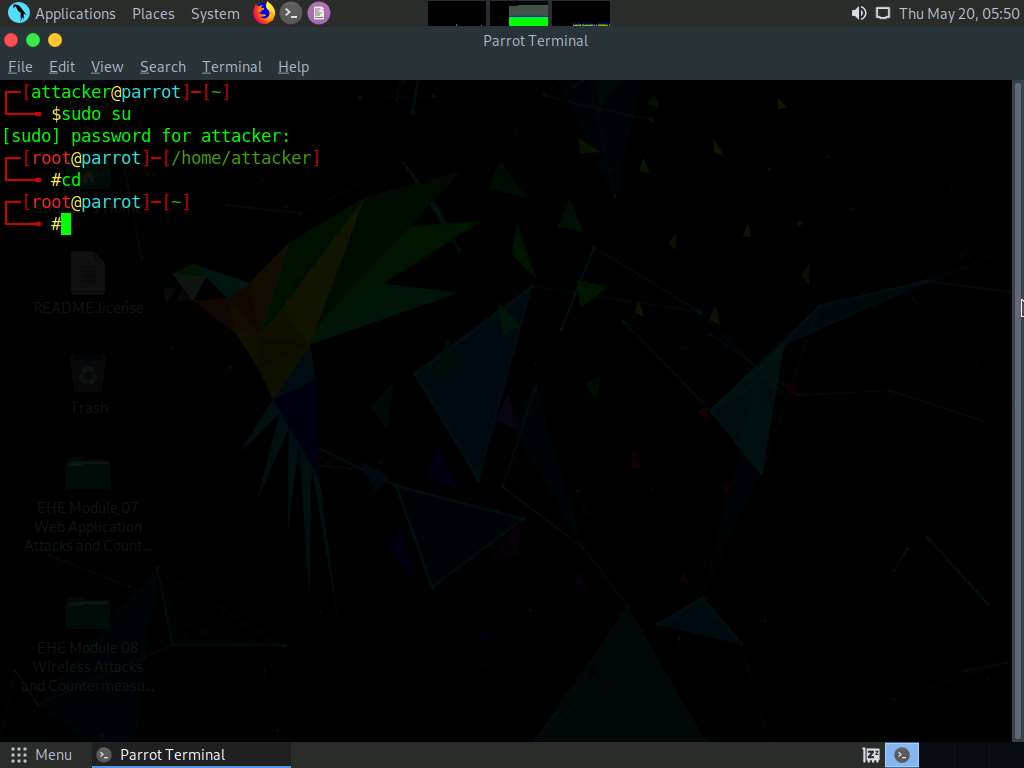 Applications Places System Thu May 20, 05:50
Parrot Terminal
File Edit View Search Terminal Help
┌─[attacker@parrot]─[~]
└──╼ $sudo su
[sudo] password for attacker:
┌─[root@parrot]─[/home/attacker]
└──╼ #cd
┌─[root@parrot]─[~]
└──╼ #
README.license
Trash
EHE Module 07
Web Application
Attacks and Count...
EHE Module 08
Wireless Attacks
and Countermeasu...
Menu Parrot Terminal